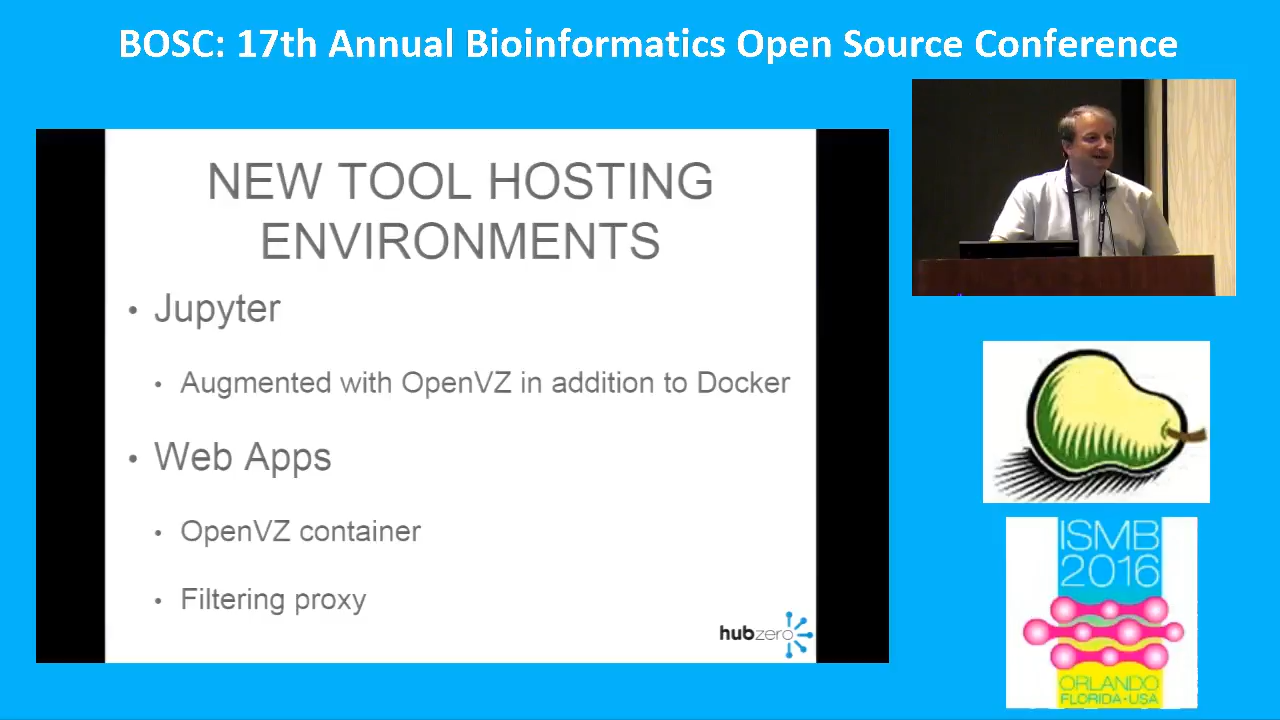 BOSC: 17th Annual Bioinformatics Open Source Conference
NEW TOOL HOSTING
ENVIRONMENTS
• Jupyter
• Augmented with OpenVZ in addition to Docker
• Web Apps
• OpenVZ container
• Filtering proxy
hubzero
ISMB
2016
ORLANDO
FLORIDA-USA